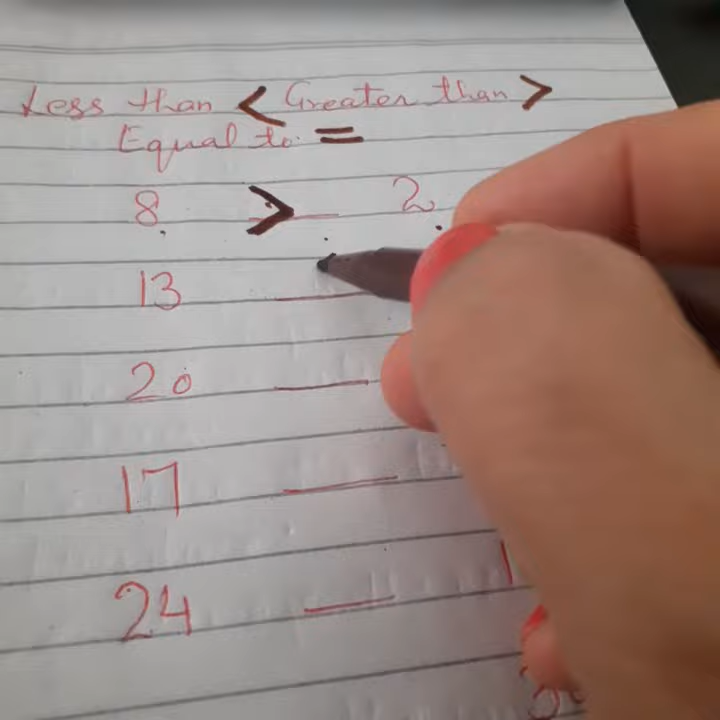 Less than < Greater than >
Equal to =
8 > 2
13
20
17
24